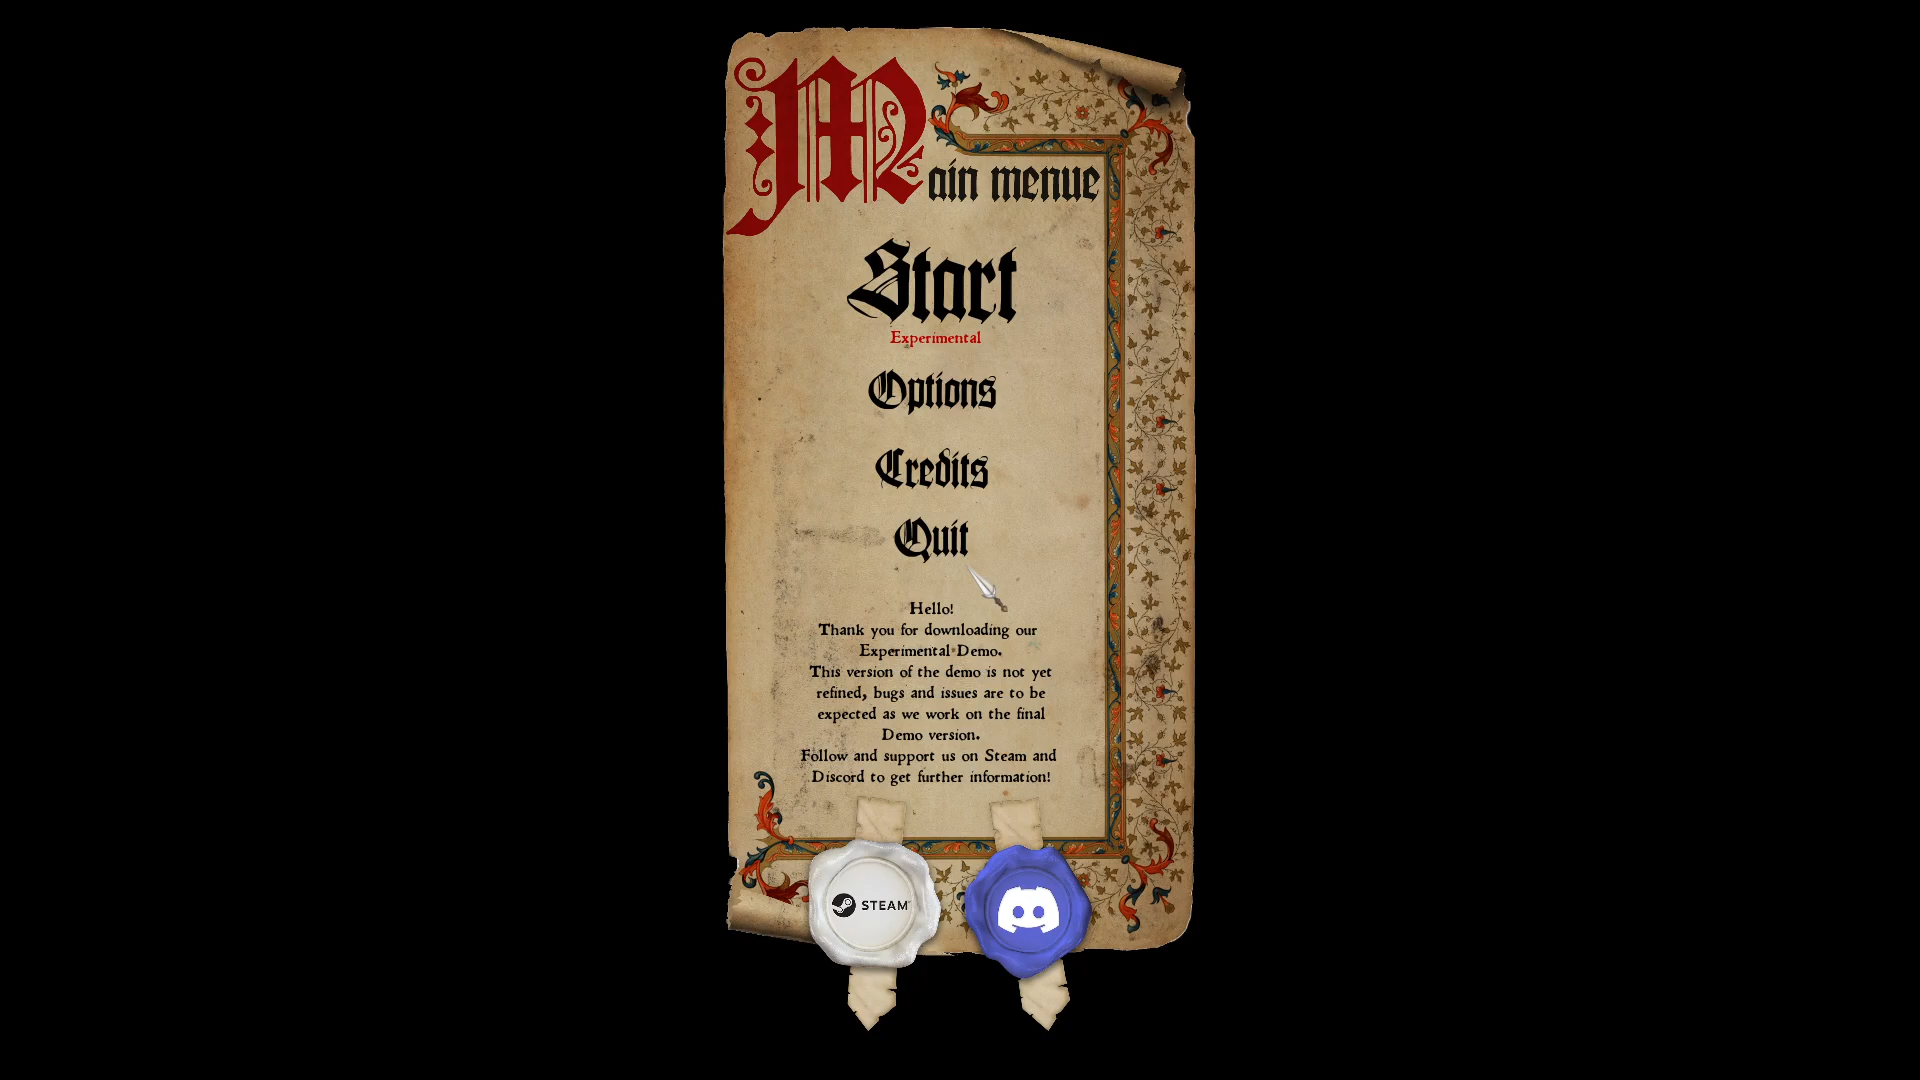 Main menue
Start
Experimental
Options
Credits
Quit
Hello!
Thank you for downloading our
Experimental Demo.
This version of the demo is not yet
refined, bugs and issues are to be
expected as we work on the final
Demo version.
Follow and support us on Steam and
Discord to get further information!
STEAM